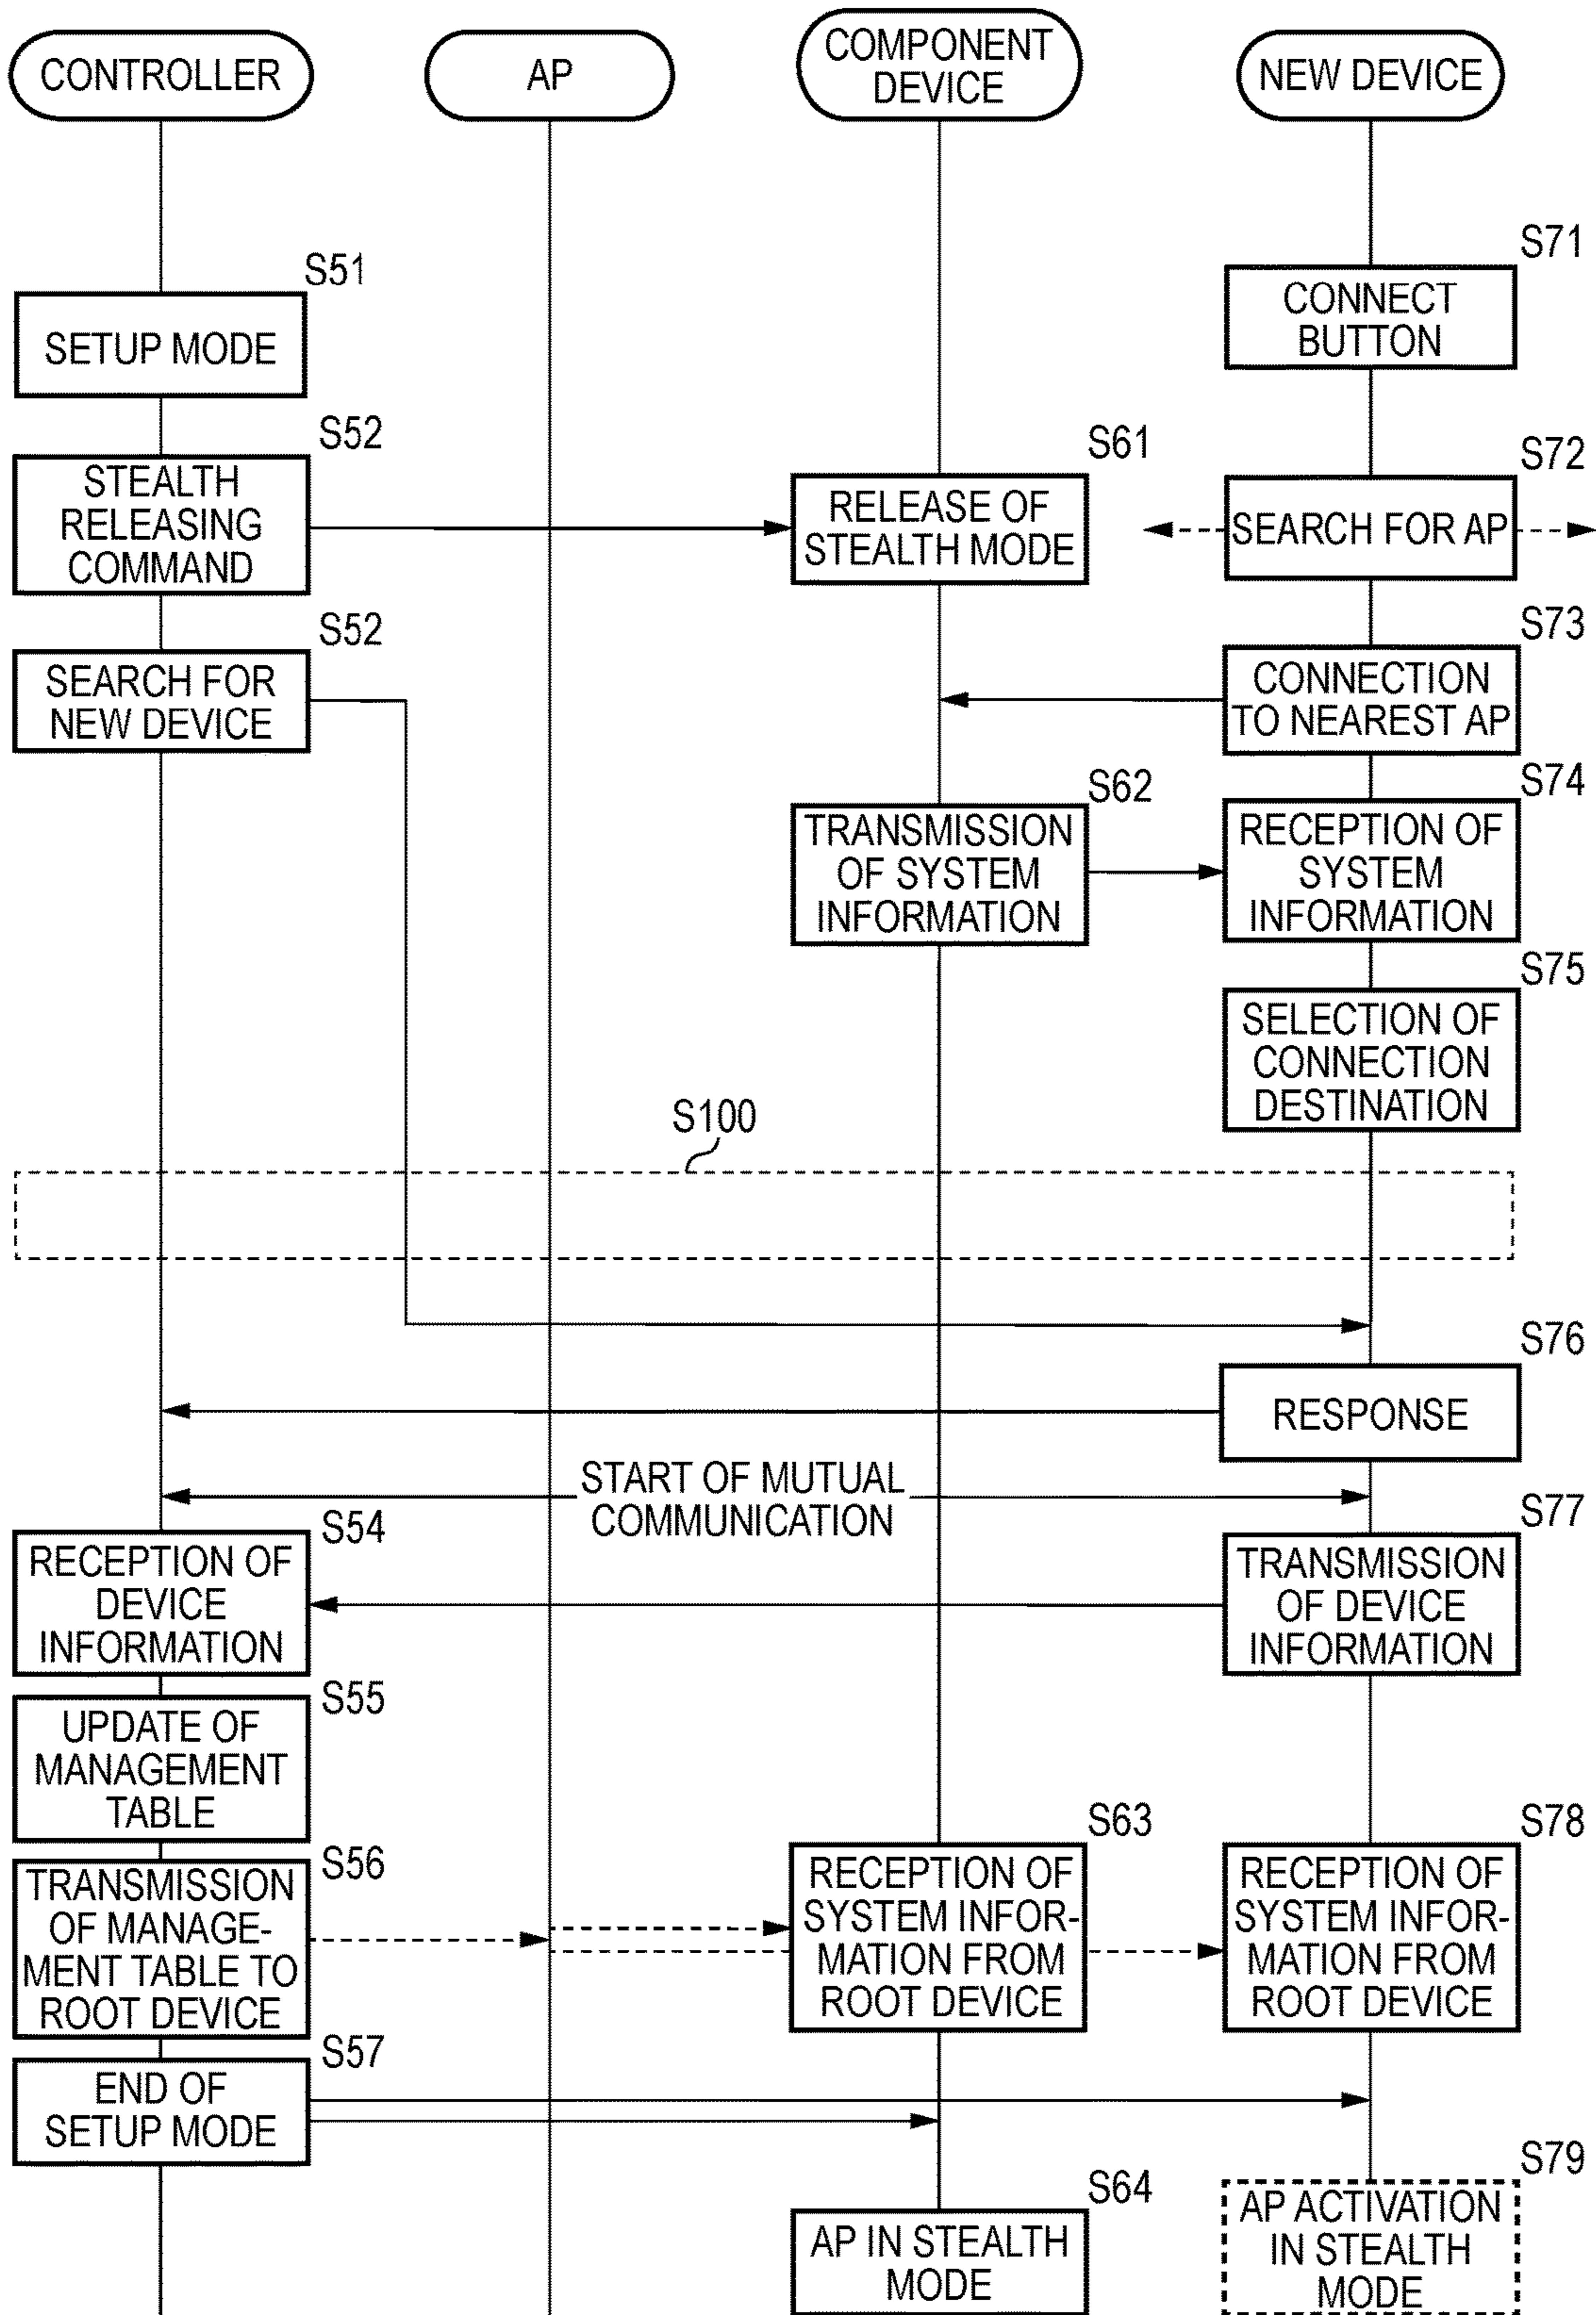 CONTROLLER
AP
COMPONENT
DEVICE
NEW DEVICE
S71
CONNECT
BUTTON
S51
SETUP MODE
S52
STEALTH
RELEASING
COMMAND
S61
RELEASE OF
STEALTH MODE
S72
SEARCH FOR AP
S52
SEARCH FOR
NEW DEVICE
S73
CONNECTION
TO NEAREST AP
S62
TRANSMISSION
OF SYSTEM
INFORMATION
S74
RECEPTION OF
SYSTEM
INFORMATION
S75
SELECTION OF
CONNECTION
DESTINATION
S100
S76
RESPONSE
START OF MUTUAL
COMMUNICATION
S54
RECEPTION OF
DEVICE
INFORMATION
S77
TRANSMISSION
OF DEVICE
INFORMATION
S55
UPDATE OF
MANAGEMENT
TABLE
S56
TRANSMISSION
OF MANAGE-
MENT TABLE TO
ROOT DEVICE
S63
RECEPTION OF
SYSTEM INFOR-
MATION FROM
ROOT DEVICE
S78
RECEPTION OF
SYSTEM INFOR-
MATION FROM
ROOT DEVICE
S57
END OF
SETUP MODE
S64
AP IN STEALTH
MODE
S79
AP ACTIVATION
IN STEALTH
MODE